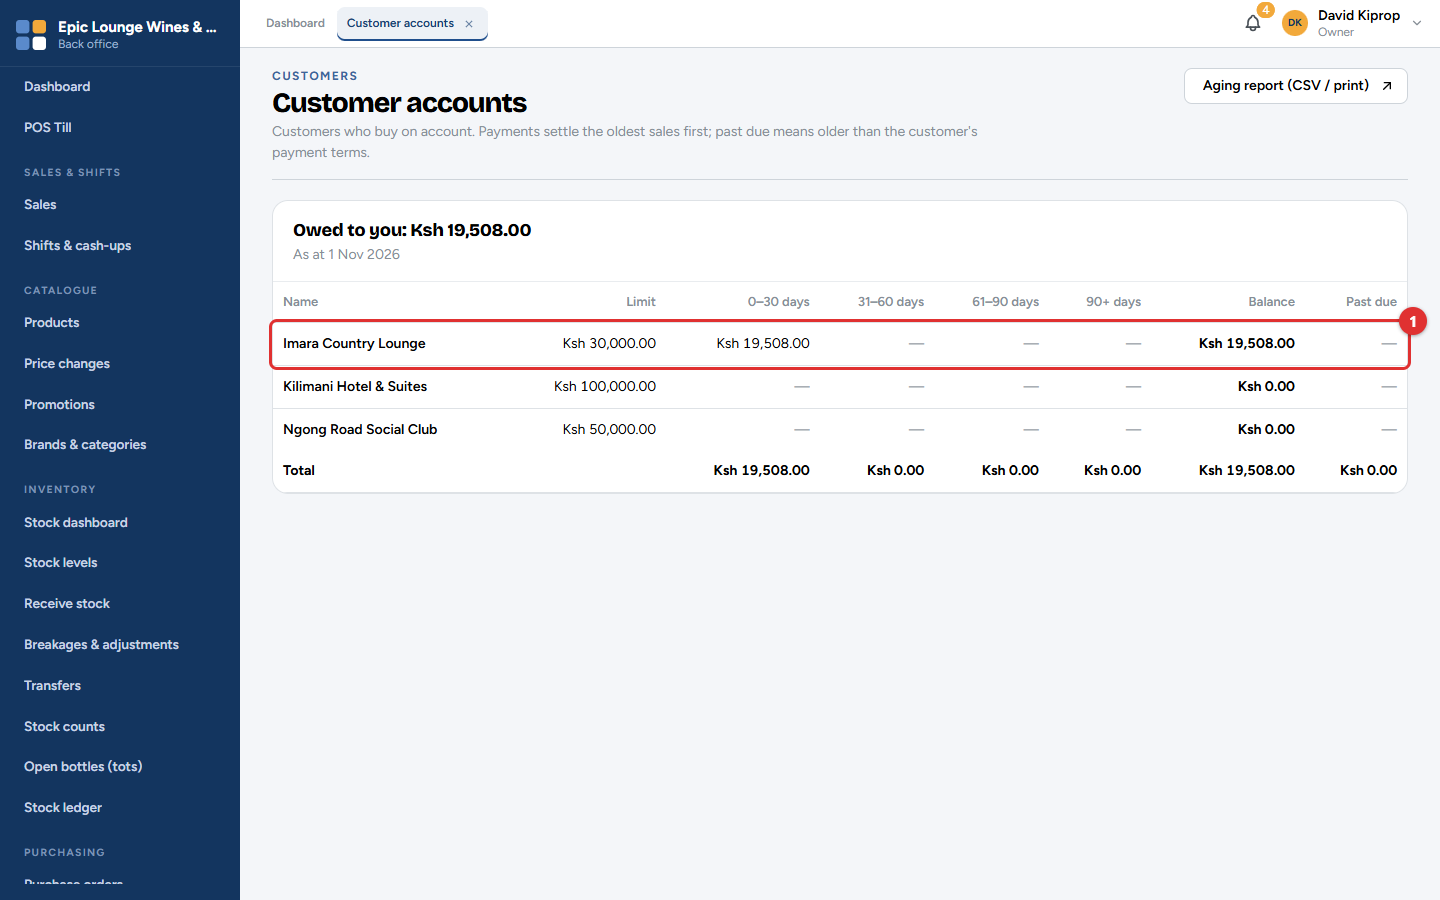 Epic Lounge Wines & ...
Back office
Dashboard
POS Till
SALES & SHIFTS
Sales
Shifts & cash-ups
CATALOGUE
Products
Price changes
Promotions
Brands & categories
INVENTORY
Stock dashboard
Stock levels
Receive stock
Breakages & adjustments
Transfers
Stock counts
Open bottles (tots)
Stock ledger
PURCHASING
Purchase orders
Dashboard Customer accounts ×
4
DK
David Kiprop
Owner
CUSTOMERS
Customer accounts
Customers who buy on account. Payments settle the oldest sales first; past due means older than the customer's
payment terms.
Aging report (CSV / print)
Owed to you: Ksh 19,508.00
As at 1 Nov 2026
Name Limit 0–30 days 31–60 days 61–90 days 90+ days Balance Past due
1
Imara Country Lounge Ksh 30,000.00 Ksh 19,508.00 — — — Ksh 19,508.00 —
Kilimani Hotel & Suites Ksh 100,000.00 — — — — Ksh 0.00 —
Ngong Road Social Club Ksh 50,000.00 — — — — Ksh 0.00 —
Total Ksh 19,508.00 Ksh 0.00 Ksh 0.00 Ksh 0.00 Ksh 19,508.00 Ksh 0.00